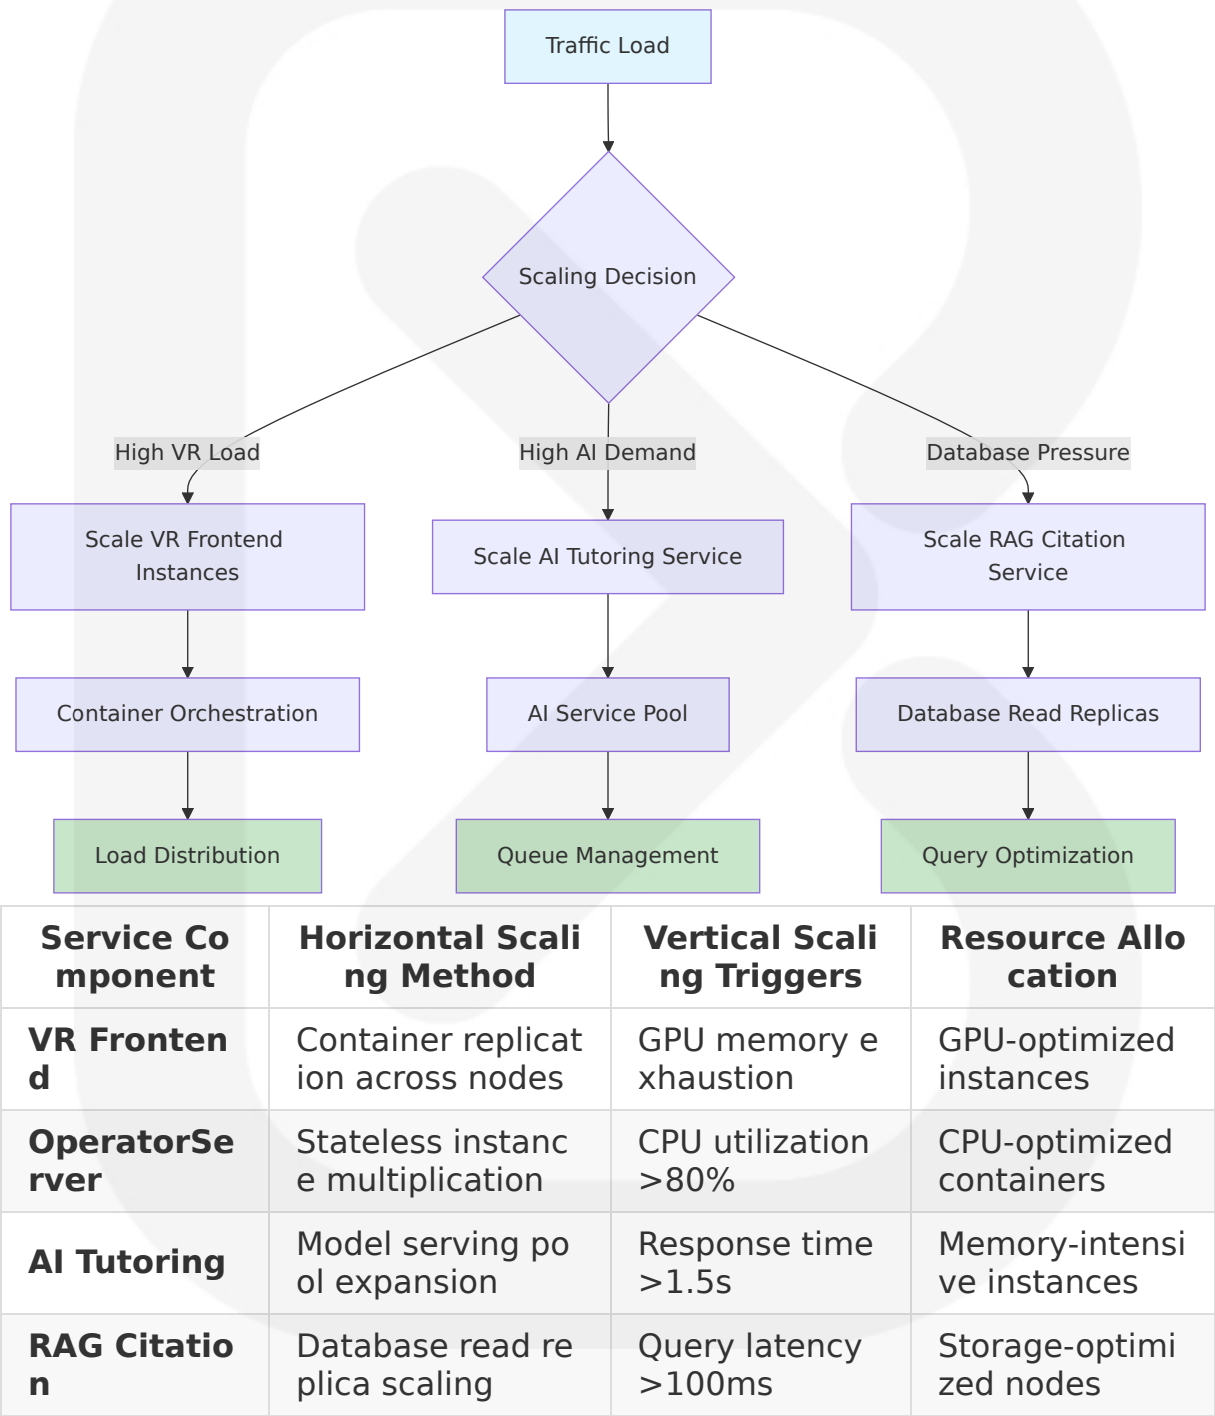 Traffic Load
Scaling Decision
High VR Load
High AI Demand
Database Pressure
Scale VR Frontend
Instances
Scale AI Tutoring Service
Scale RAG Citation
Service
Container Orchestration
AI Service Pool
Database Read Replicas
Load Distribution
Queue Management
Query Optimization
Service Co
mponent
Horizontal Scali
ng Method
Vertical Scali
ng Triggers
Resource Allo
cation
VR Fronten
d
Container replicat
ion across nodes
GPU memory e
xhaustion
GPU-optimized
instances
OperatorSe
rver
Stateless instanc
e multiplication
CPU utilization
>80%
CPU-optimized
containers
AI Tutoring
Model serving po
ol expansion
Response time
>1.5s
Memory-intensi
ve instances
RAG Citatio
n
Database read re
plica scaling
Query latency
>100ms
Storage-optimi
zed nodes